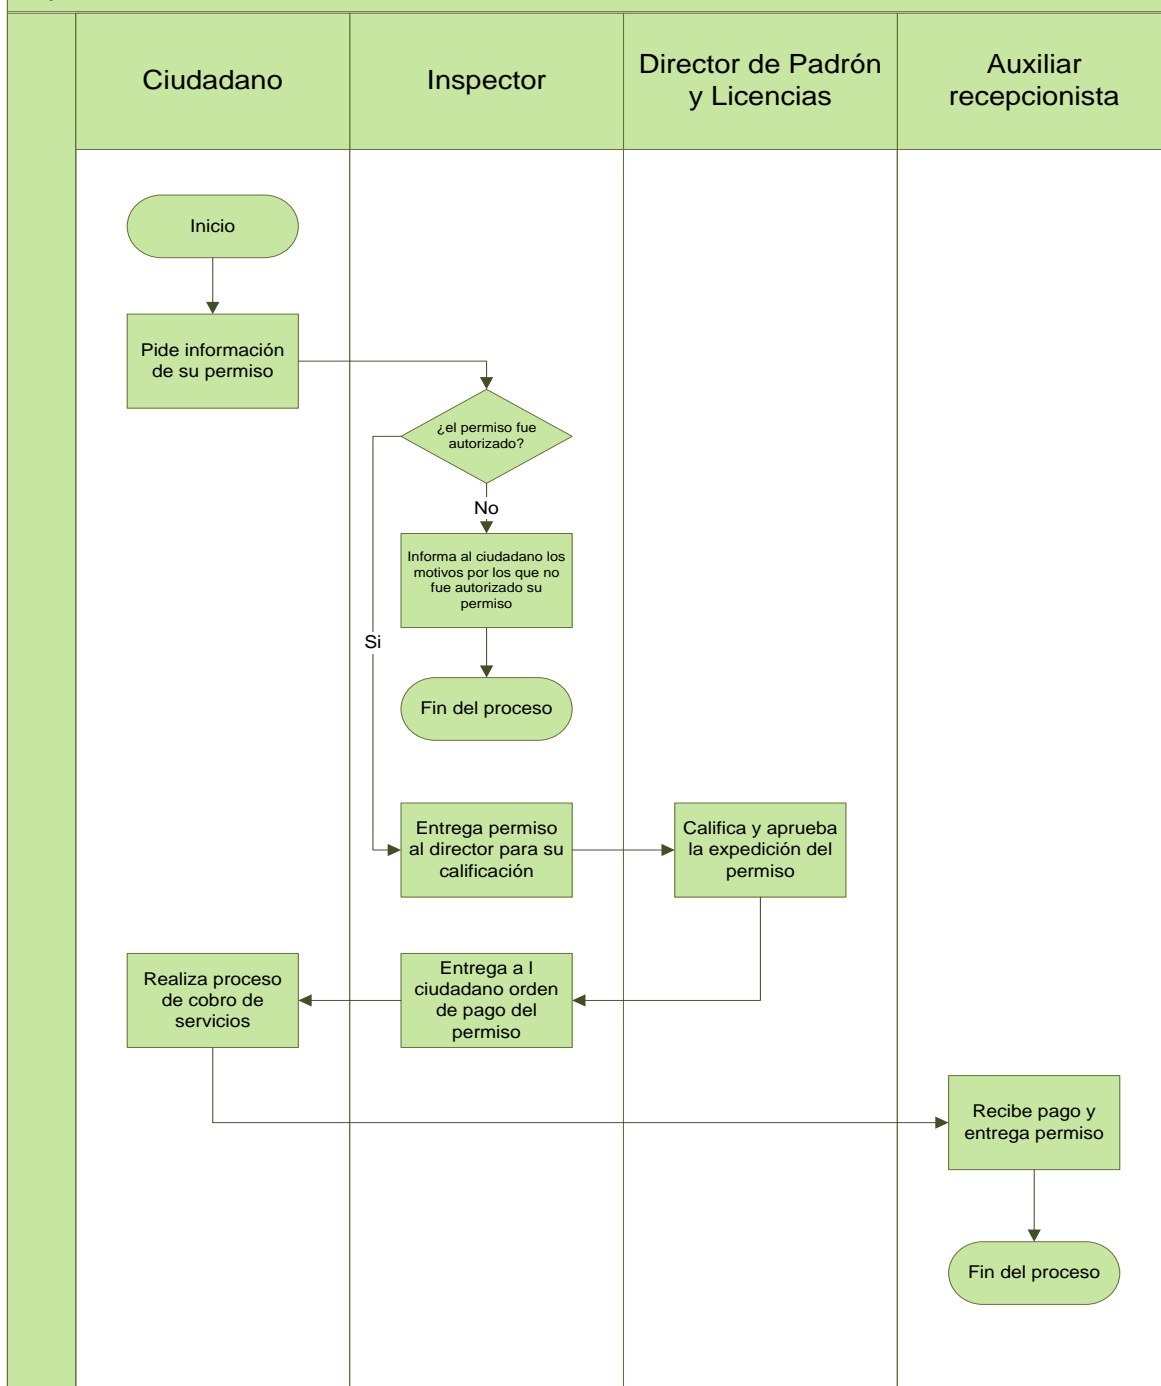 Ciudadano
Inspector
Director de Padrón
y Licencias
Auxiliar
recepcionista
Inicio
Pide información
de su permiso
¿el permiso fue
autorizado?
No
Informa al ciudadano los
motivos por los que no
fue autorizado su
permiso
Si
Fin del proceso
Entrega permiso
al director para su
calificación
Califica y aprueba
la expedición del
permiso
Entrega a l
ciudadano orden
de pago del
permiso
Realiza proceso
de cobro de
servicios
Recibe pago y
entrega permiso
Fin del proceso